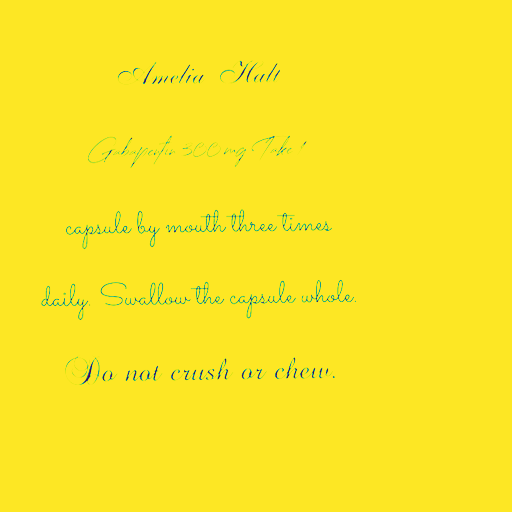 Amelia Halt
Gabapentin 300 mg Take 1
capsule by mouth three times
daily. Swallow the capsule whole.
Do not crush or chew.